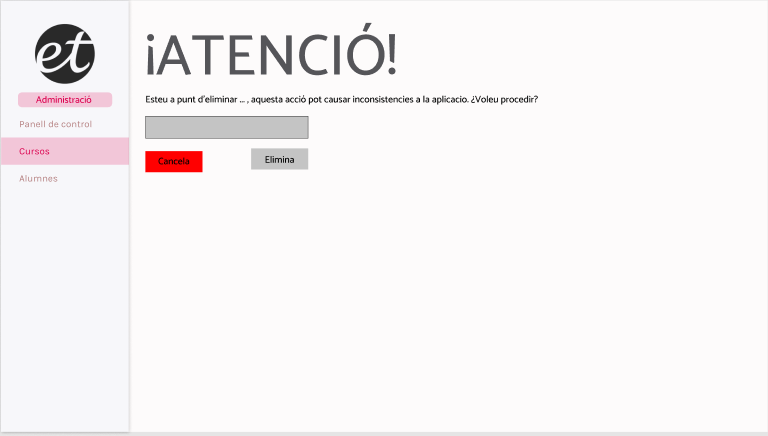 et
Administració
Panell de control
Cursos
Alumnes
¡ATENCIÓ!
Esteu a punt d'eliminar ... , aquesta acció pot causar inconsistencies a la aplicacio. ¿Voleu procedir?
Cancela
Elimina